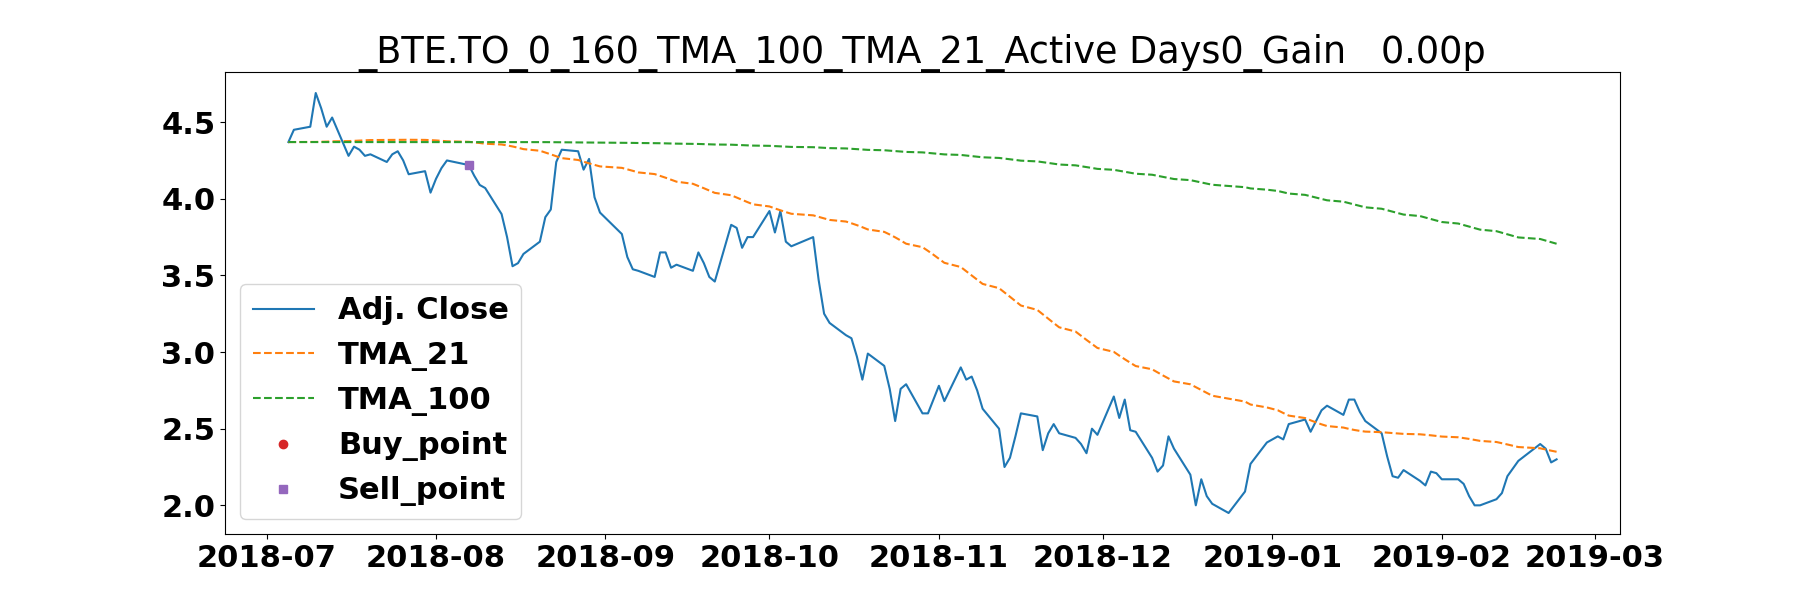 _BTE.TO_0_160_TMA_100_TMA_21_Active Days0_Gain   0.00p
4.5
4.0
3.5
3.0
2.5
2.0
Adj. Close
TMA_21
TMA_100
Buy_point
Sell_point
2018-07 2018-08 2018-09 2018-10 2018-11 2018-12 2019-01 2019-02 2019-03